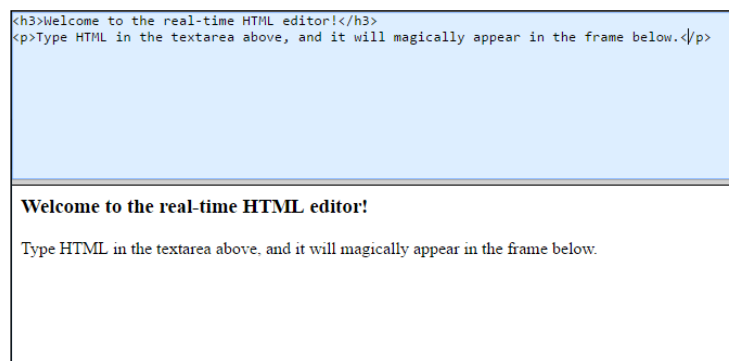 <h3>Welcome to the real-time HTML editor!</h3>
<p>Type HTML in the textarea above, and it will magically appear in the frame below.</p>
Welcome to the real-time HTML editor!
Type HTML in the textarea above, and it will magically appear in the frame below.